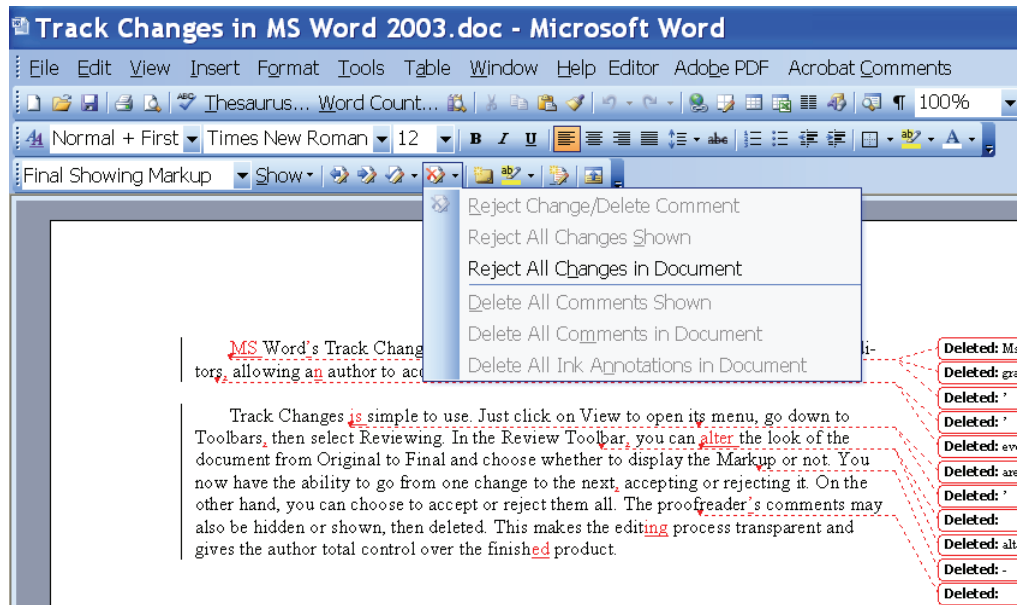 Track Changes in MS Word 2003.doc - Microsoft Word
File Edit View Insert Format Tools Table Window Help Editor Adobe PDF Acrobat Comments
Thesaurus... Word Count... 100%
Normal + First Times New Roman 12 B I U abc
Final Showing Markup Show
Reject Change/Delete Comment
Reject All Changes Shown
Reject All Changes in Document
Delete All Comments Shown
Delete All Comments in Document
Delete All Ink Annotations in Document
MS Word's Track Chang di-
tors, allowing an author to acc
Track Changes is simple to use. Just click on View to open its menu, go down to
Toolbars, then select Reviewing. In the Review Toolbar, you can alter the look of the
document from Original to Final and choose whether to display the Markup or not. You
now have the ability to go from one change to the next, accepting or rejecting it. On the
other hand, you can choose to accept or reject them all. The proofreader's comments may
also be hidden or shown, then deleted. This makes the editing process transparent and
gives the author total control over the finished product.
Deleted: Ms
Deleted: gra
Deleted: ’
Deleted: ’
Deleted: eve
Deleted: are
Deleted: ’
Deleted:
Deleted: alt
Deleted: -
Deleted: